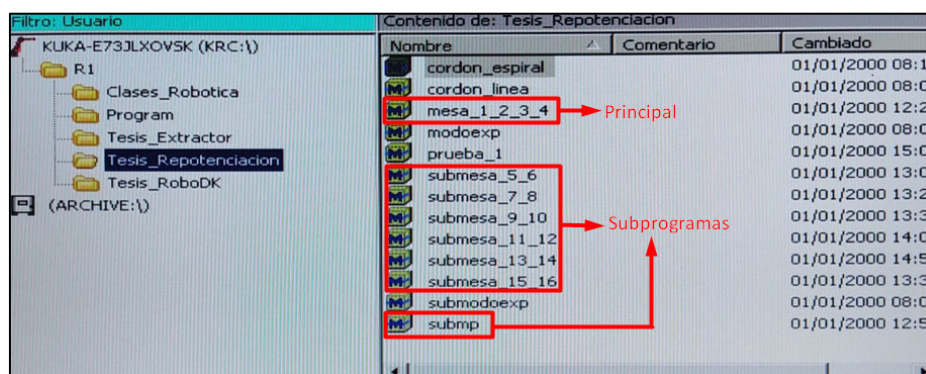 Filtro: Usuario
KUKA-E73JLXOVSK (KRC:\)
R1
Clases_Robotica
Program
Tesis_Extractor
Tesis_Repotenciacion
Tesis_RoboDK
(ARCHIVE:\)
Contenido de: Tesis_Repotenciacion
Nombre Comentario Cambiado
cordon_espiral 01/01/2000 08:1
cordon_linea 01/01/2000 08:0
mesa_1_2_3_4 Principal 01/01/2000 12:2
modoexp 01/01/2000 08:0
prueba_1 01/01/2000 15:0
submesa_5_6 01/01/2000 13:0
submesa_7_8 01/01/2000 13:2
submesa_9_10 Subprogramas 01/01/2000 13:3
submesa_11_12 01/01/2000 14:0
submesa_13_14 01/01/2000 14:5
submesa_15_16 01/01/2000 13:3
submodoexp 01/01/2000 08:0
submp 01/01/2000 12:5